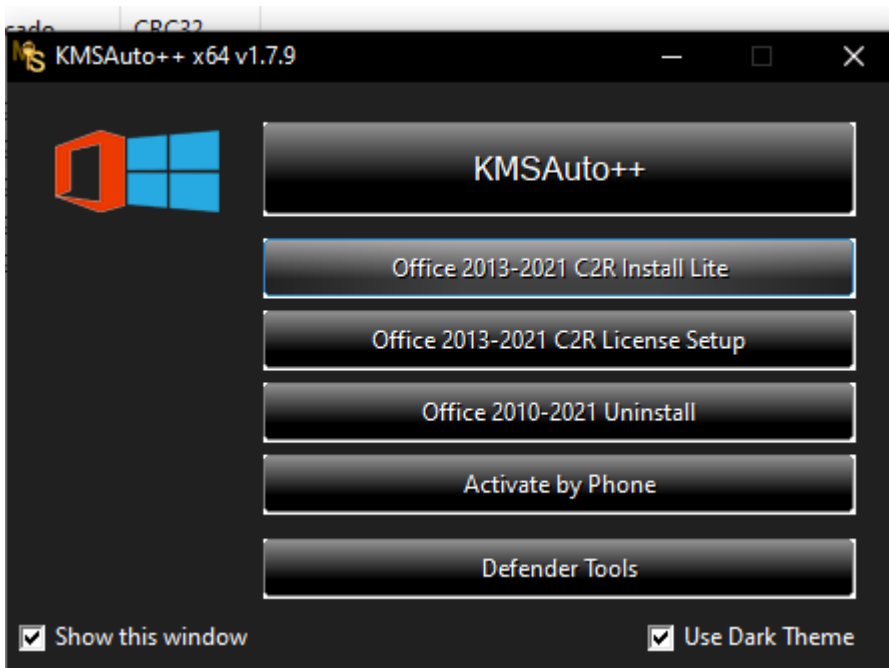 CRC32
KMSAuto++ x64 v1.7.9
KMSAuto++
Office 2013-2021 C2R Install Lite
Office 2013-2021 C2R License Setup
Office 2010-2021 Uninstall
Activate by Phone
Defender Tools
Show this window
Use Dark Theme